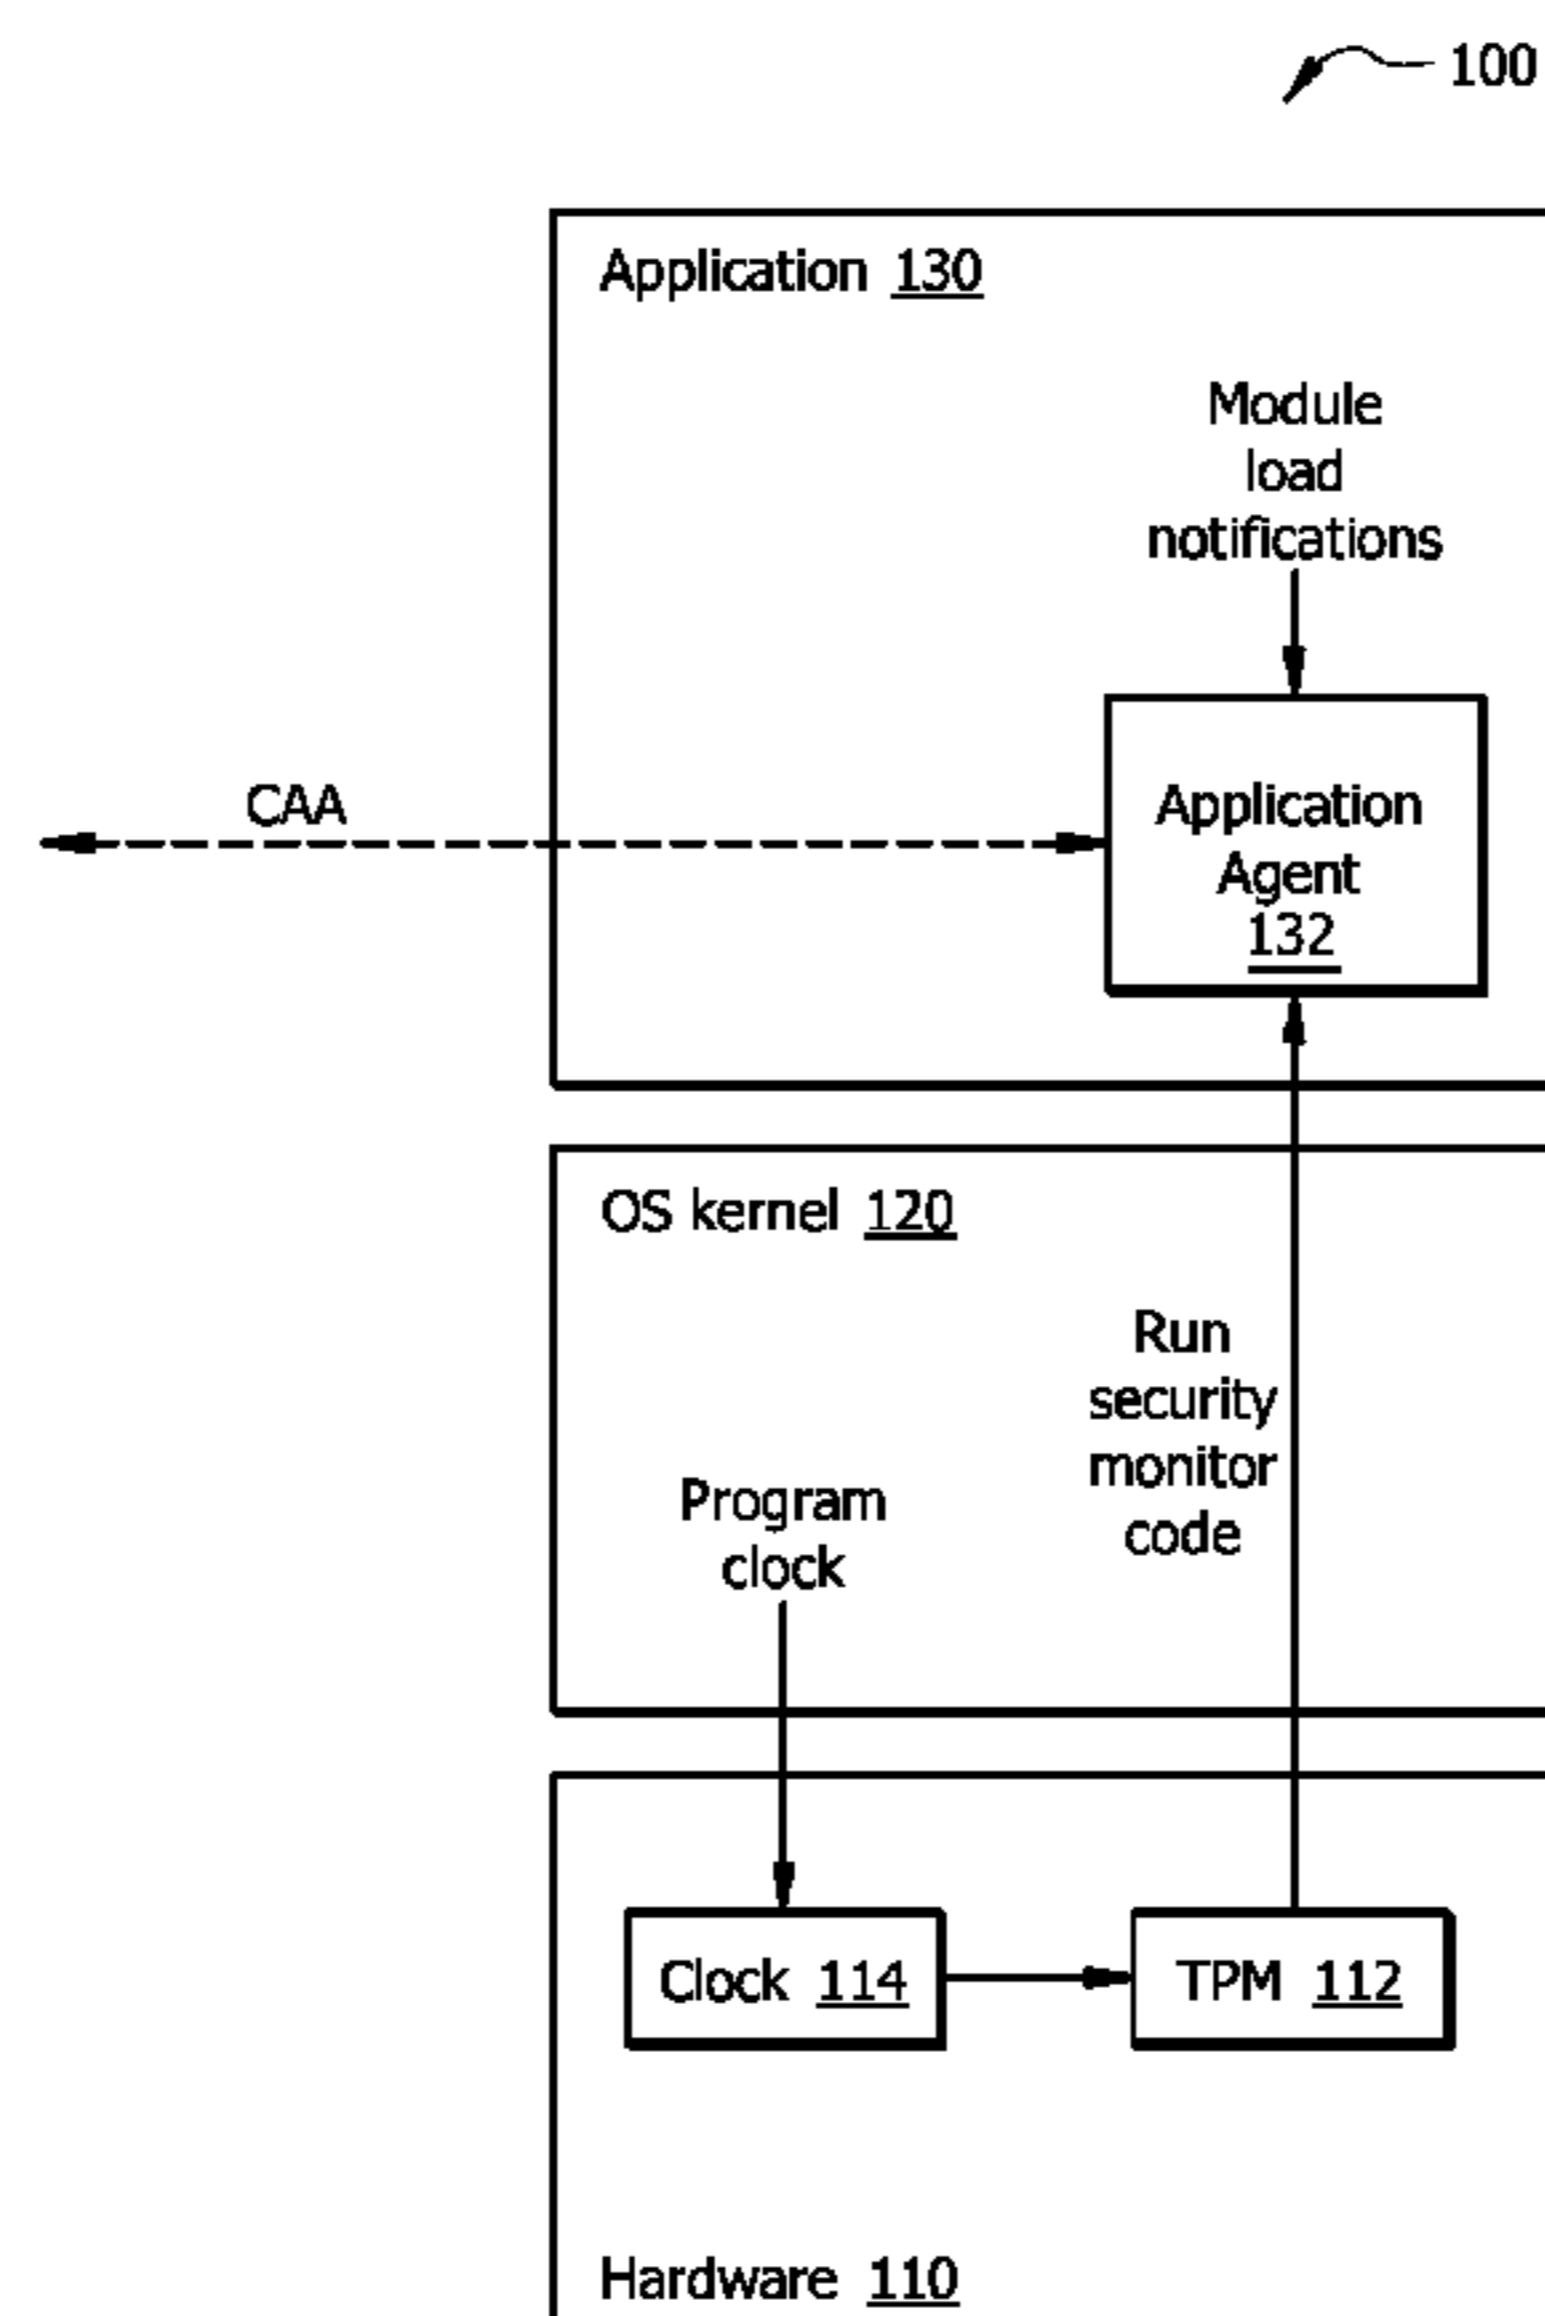 100
Application 130
Module
load
notifications
CAA
Application
Agent
132
OS kernel 120
Run
security
monitor
code
Program
clock
Clock 114
TPM 112
Hardware 110